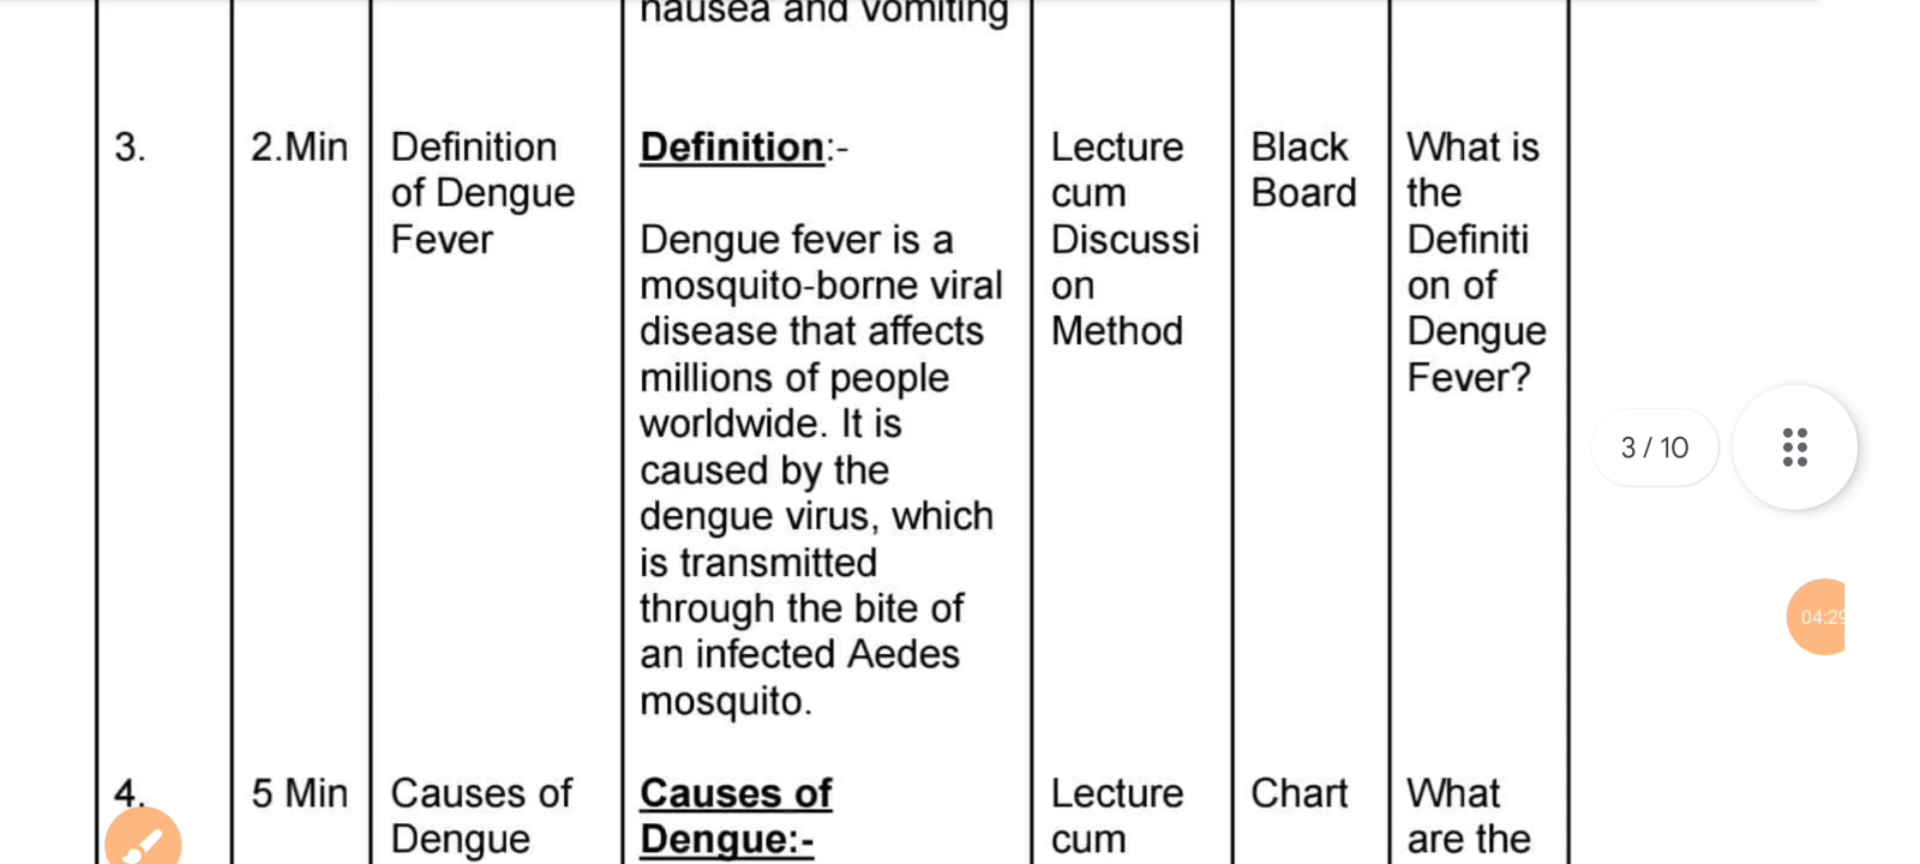 nausea and vomiting
3.
2.Min
Definition
of Dengue
Fever
Definition:-
Dengue fever is a
mosquito-borne viral
disease that affects
millions of people
worldwide. It is
caused by the
dengue virus, which
is transmitted
through the bite of
an infected Aedes
mosquito.
Lecture
cum
Discussi
on
Method
Black
Board
What is
the
Definiti
on of
Dengue
Fever?
3 / 10
04:29
4.
5 Min
Causes of
Dengue
Causes of
Dengue:-
Lecture
cum
Chart
What
are the